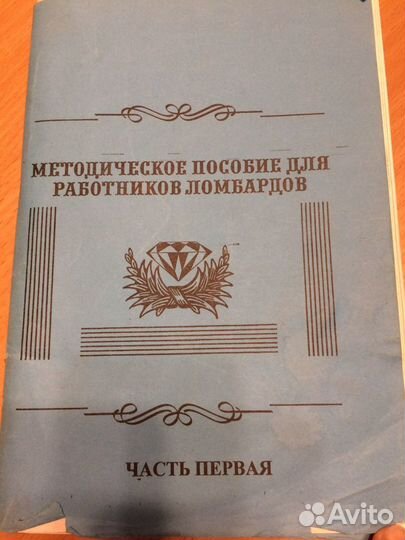 МЕТОДИЧЕСКОЕ ПОСОБИЕ ДЛЯ
РАБОТНИКОВ ЛОМБАРДОВ
ЧАСТЬ ПЕРВАЯ
Avito